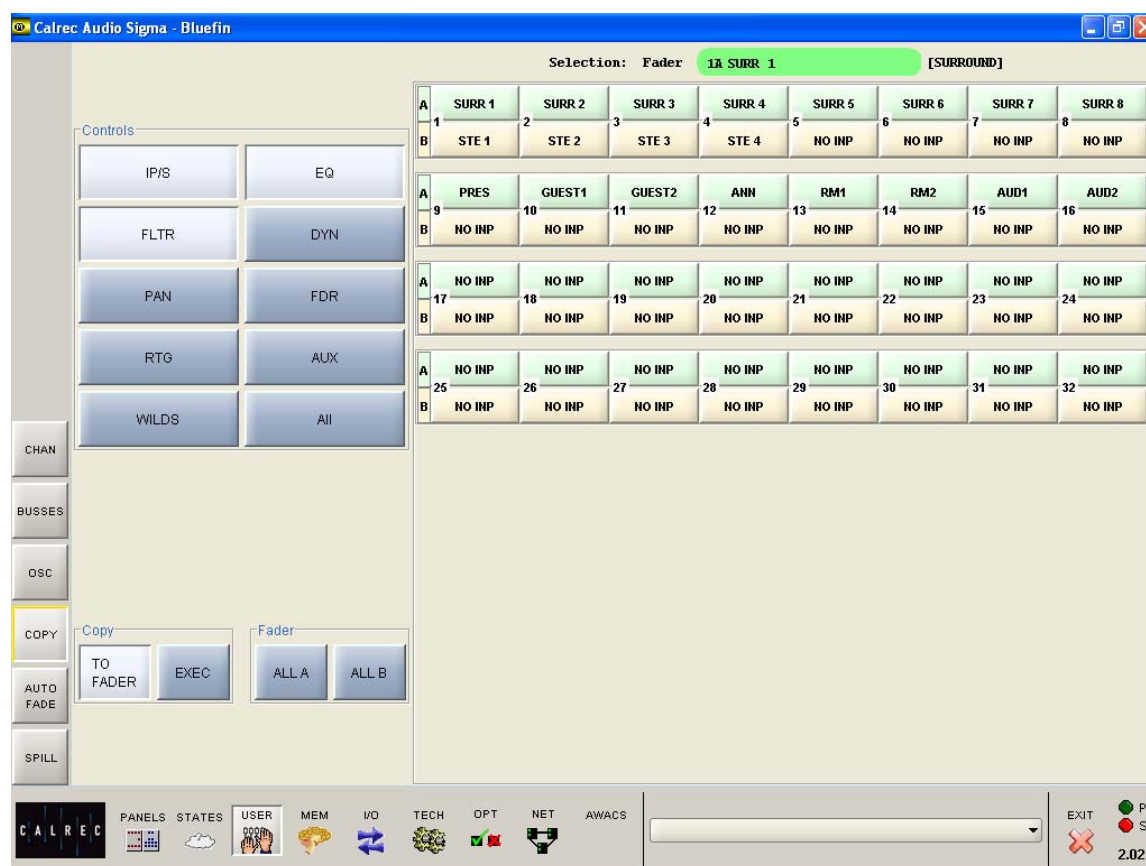 Calrec Audio Sigma - Bluefin
Selection: Fader 1A SURR 1 [SURROUND]
A SURR 1 SURR 2 SURR 3 SURR 4 SURR 5 SURR 6 SURR 7 SURR 8
1 2 3 4 5 6 7 8
B STE 1 STE 2 STE 3 STE 4 NO INP NO INP NO INP NO INP
A PRES GUEST1 GUEST2 ANN RM1 RM2 AUD1 AUD2
9 10 11 12 13 14 15 16
B NO INP NO INP NO INP NO INP NO INP NO INP NO INP NO INP
A NO INP NO INP NO INP NO INP NO INP NO INP NO INP NO INP
17 18 19 20 21 22 23 24
B NO INP NO INP NO INP NO INP NO INP NO INP NO INP NO INP
A NO INP NO INP NO INP NO INP NO INP NO INP NO INP NO INP
25 26 27 28 29 30 31 32
B NO INP NO INP NO INP NO INP NO INP NO INP NO INP NO INP
Controls
IP/S EQ
FLTR DYN
PAN FDR
RTG AUX
WILDS All
CHAN
BUSSES
OSC
COPY
AUTO
FADE
SPILL
Copy
TO
FADER
EXEC
Fader
ALL A ALL B
CALREC
PANELS STATES USER MEM I/O TECH OPT NET AWACS
EXIT
P
S
2.02